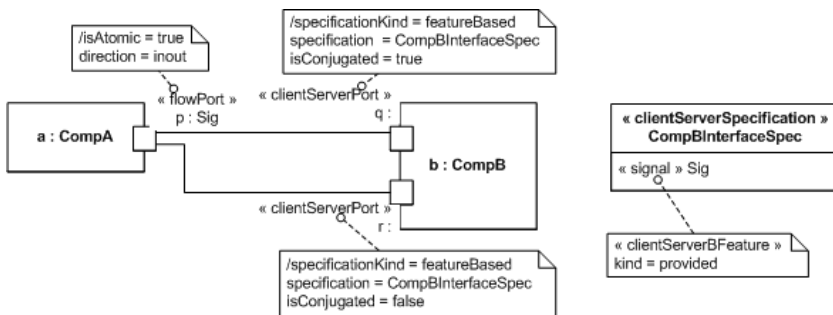 /isAtomic = true
direction = inout
/specificationKind = featureBased
specification  = CompBInterfaceSpec
isConjugated = true
« flowPort »
p : Sig
« clientServerPort »
q :
a : CompA
b : CompB
« clientServerPort »
r :
/specificationKind = featureBased
specification = CompBInterfaceSpec
isConjugated = false
« clientServerSpecification »
CompBInterfaceSpec
« signal » Sig
« clientServerBFeature »
kind = provided